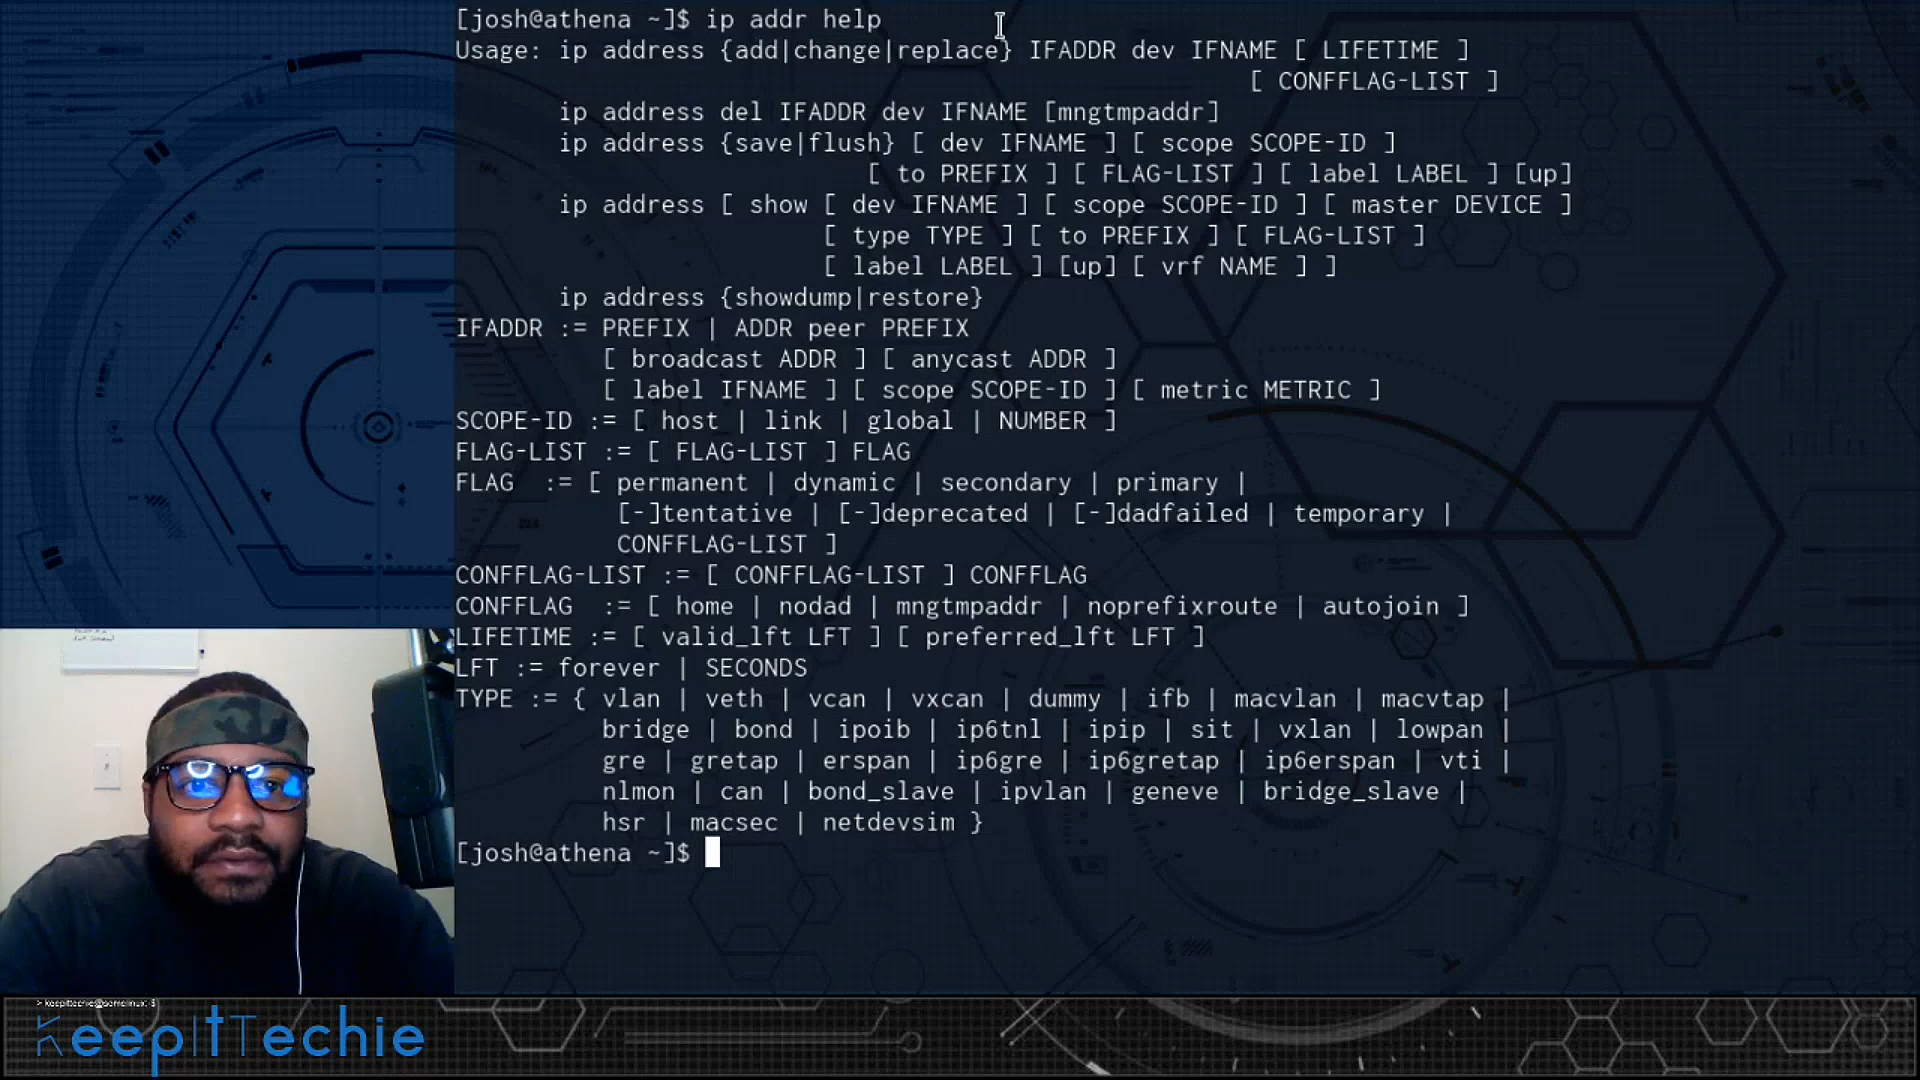 [josh@athena ~]$ ip addr help
Usage: ip address {add|change|replace} IFADDR dev IFNAME [ LIFETIME ]
[ CONFFLAG-LIST ]
ip address del IFADDR dev IFNAME [mngtmpaddr]
ip address {save|flush} [ dev IFNAME ] [ scope SCOPE-ID ]
[ to PREFIX ] [ FLAG-LIST ] [ label LABEL ] [up]
ip address [ show [ dev IFNAME ] [ scope SCOPE-ID ] [ master DEVICE ]
[ type TYPE ] [ to PREFIX ] [ FLAG-LIST ]
[ label LABEL ] [up] [ vrf NAME ] ]
ip address {showdump|restore}
IFADDR := PREFIX | ADDR peer PREFIX
[ broadcast ADDR ] [ anycast ADDR ]
[ label IFNAME ] [ scope SCOPE-ID ] [ metric METRIC ]
SCOPE-ID := [ host | link | global | NUMBER ]
FLAG-LIST := [ FLAG-LIST ] FLAG
FLAG  := [ permanent | dynamic | secondary | primary |
[-]tentative | [-]deprecated | [-]dadfailed | temporary |
CONFFLAG-LIST ]
CONFFLAG-LIST := [ CONFFLAG-LIST ] CONFFLAG
CONFFLAG  := [ home | nodad | mngtmpaddr | noprefixroute | autojoin ]
LIFETIME := [ valid_lft LFT ] [ preferred_lft LFT ]
LFT := forever | SECONDS
TYPE := { vlan | veth | vcan | vxcan | dummy | ifb | macvlan | macvtap |
bridge | bond | ipoib | ip6tnl | ipip | sit | vxlan | lowpan |
gre | gretap | erspan | ip6gre | ip6gretap | ip6erspan | vti |
nlmon | can | bond_slave | ipvlan | geneve | bridge_slave |
hsr | macsec | netdevsim }
[josh@athena ~]$
> keepittechie@somelinux:-$
KeepItTechie